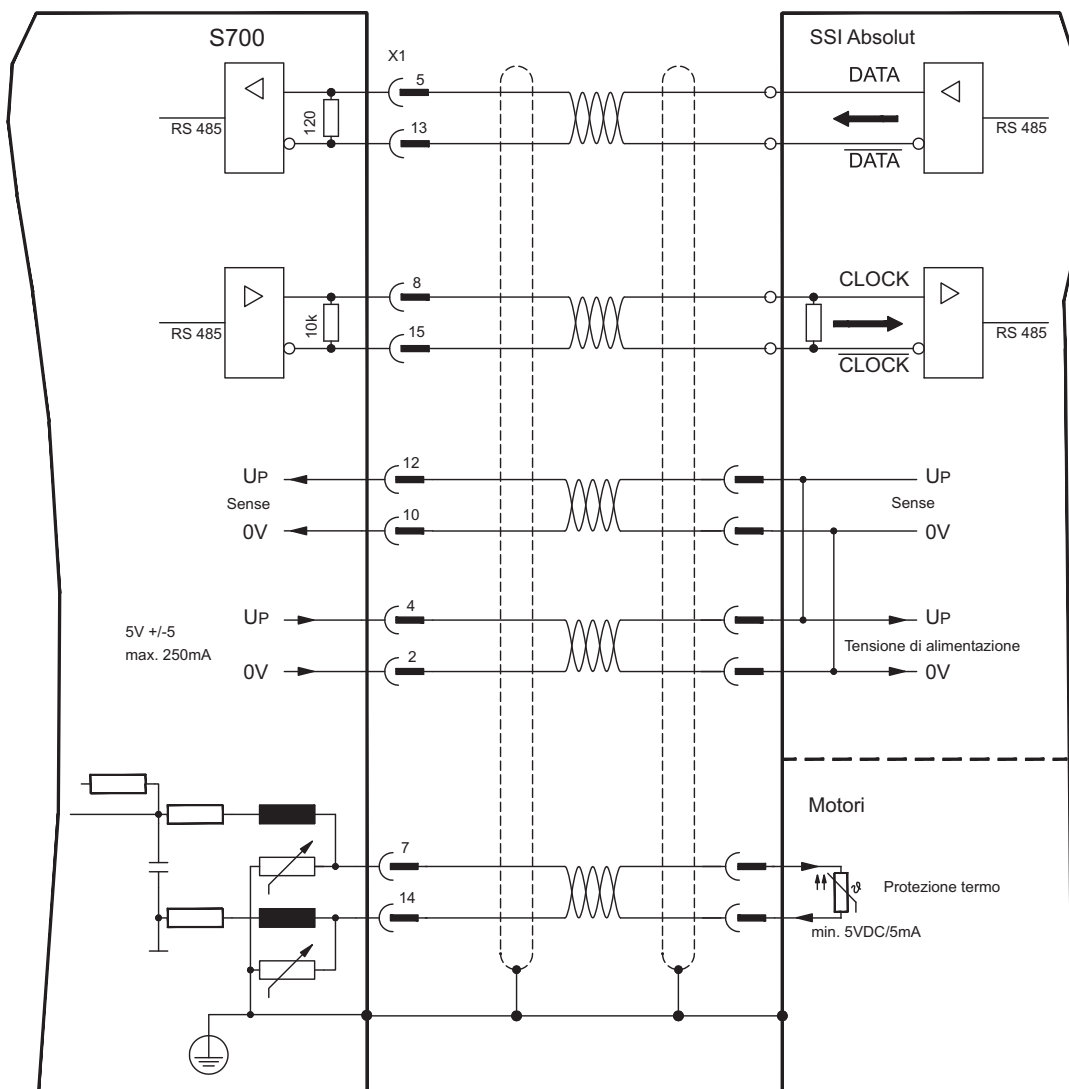 S700
SSI Absolut
X1
5
DATA
RS 485
120
RS 485
13
DATA
8
CLOCK
RS 485
10k
RS 485
15
CLOCK
12
UP
UP
Sense
Sense
10
0V
0V
4
UP
UP
5V +/-5
max. 250mA
Tensione di alimentazione
2
0V
0V
Motori
7
ϑ
Protezione termo
14
min. 5VDC/5mA